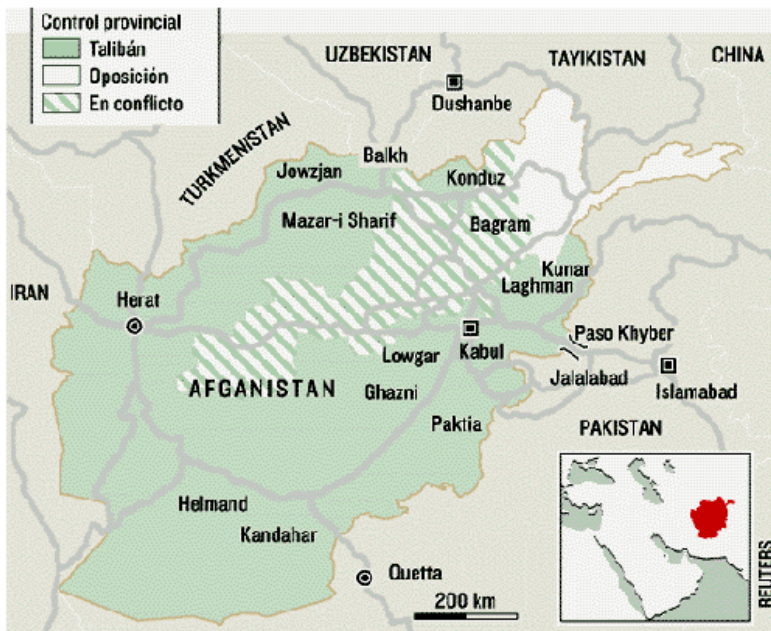 Control provincial
Talibán
Oposición
En conflicto
UZBEKISTAN
TAYIKISTAN
CHINA
Dushanbe
TURKMENISTAN
Balkh
Jowzjan
Konduz
Mazar-i Sharif
Bagram
Kunar
Laghman
IRAN
Herat
Paso Khyber
Lowgar
Kabul
AFGANISTAN
Ghazni
Jalalabad
Islamabad
Paktia
PAKISTAN
Helmand
Kandahar
Quetta
200 km
REUTERS